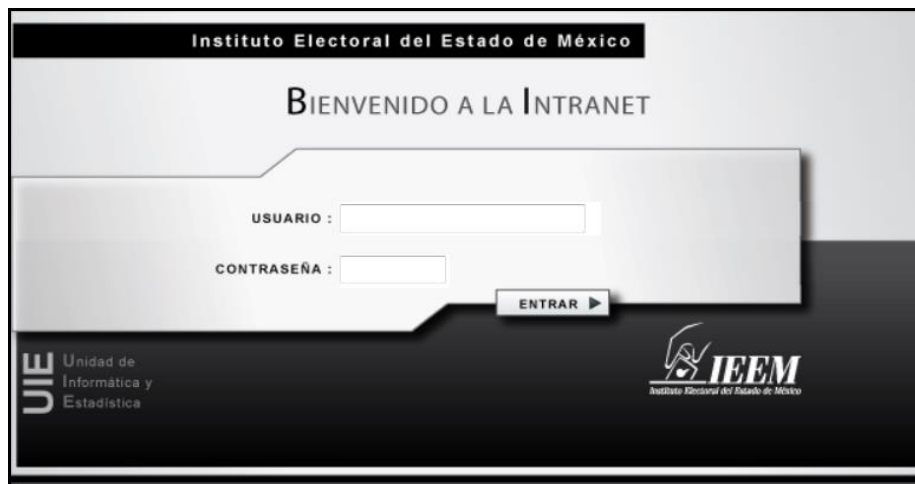 Instituto Electoral del Estado de México
BIENVENIDO A LA INTRANET
USUARIO :
CONTRASEÑA :
ENTRAR
UIE
Unidad de
Informática y
Estadística
IEEM
Instituto Electoral del Estado de México